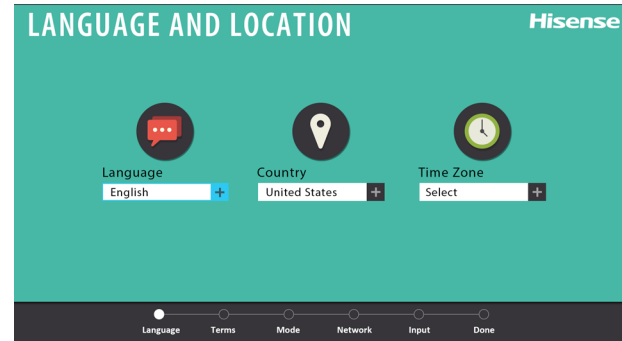 LANGUAGE AND LOCATION
Hisense
Language
Country
Time Zone
English +
United States +
Select +
Language Terms Mode Network Input Done